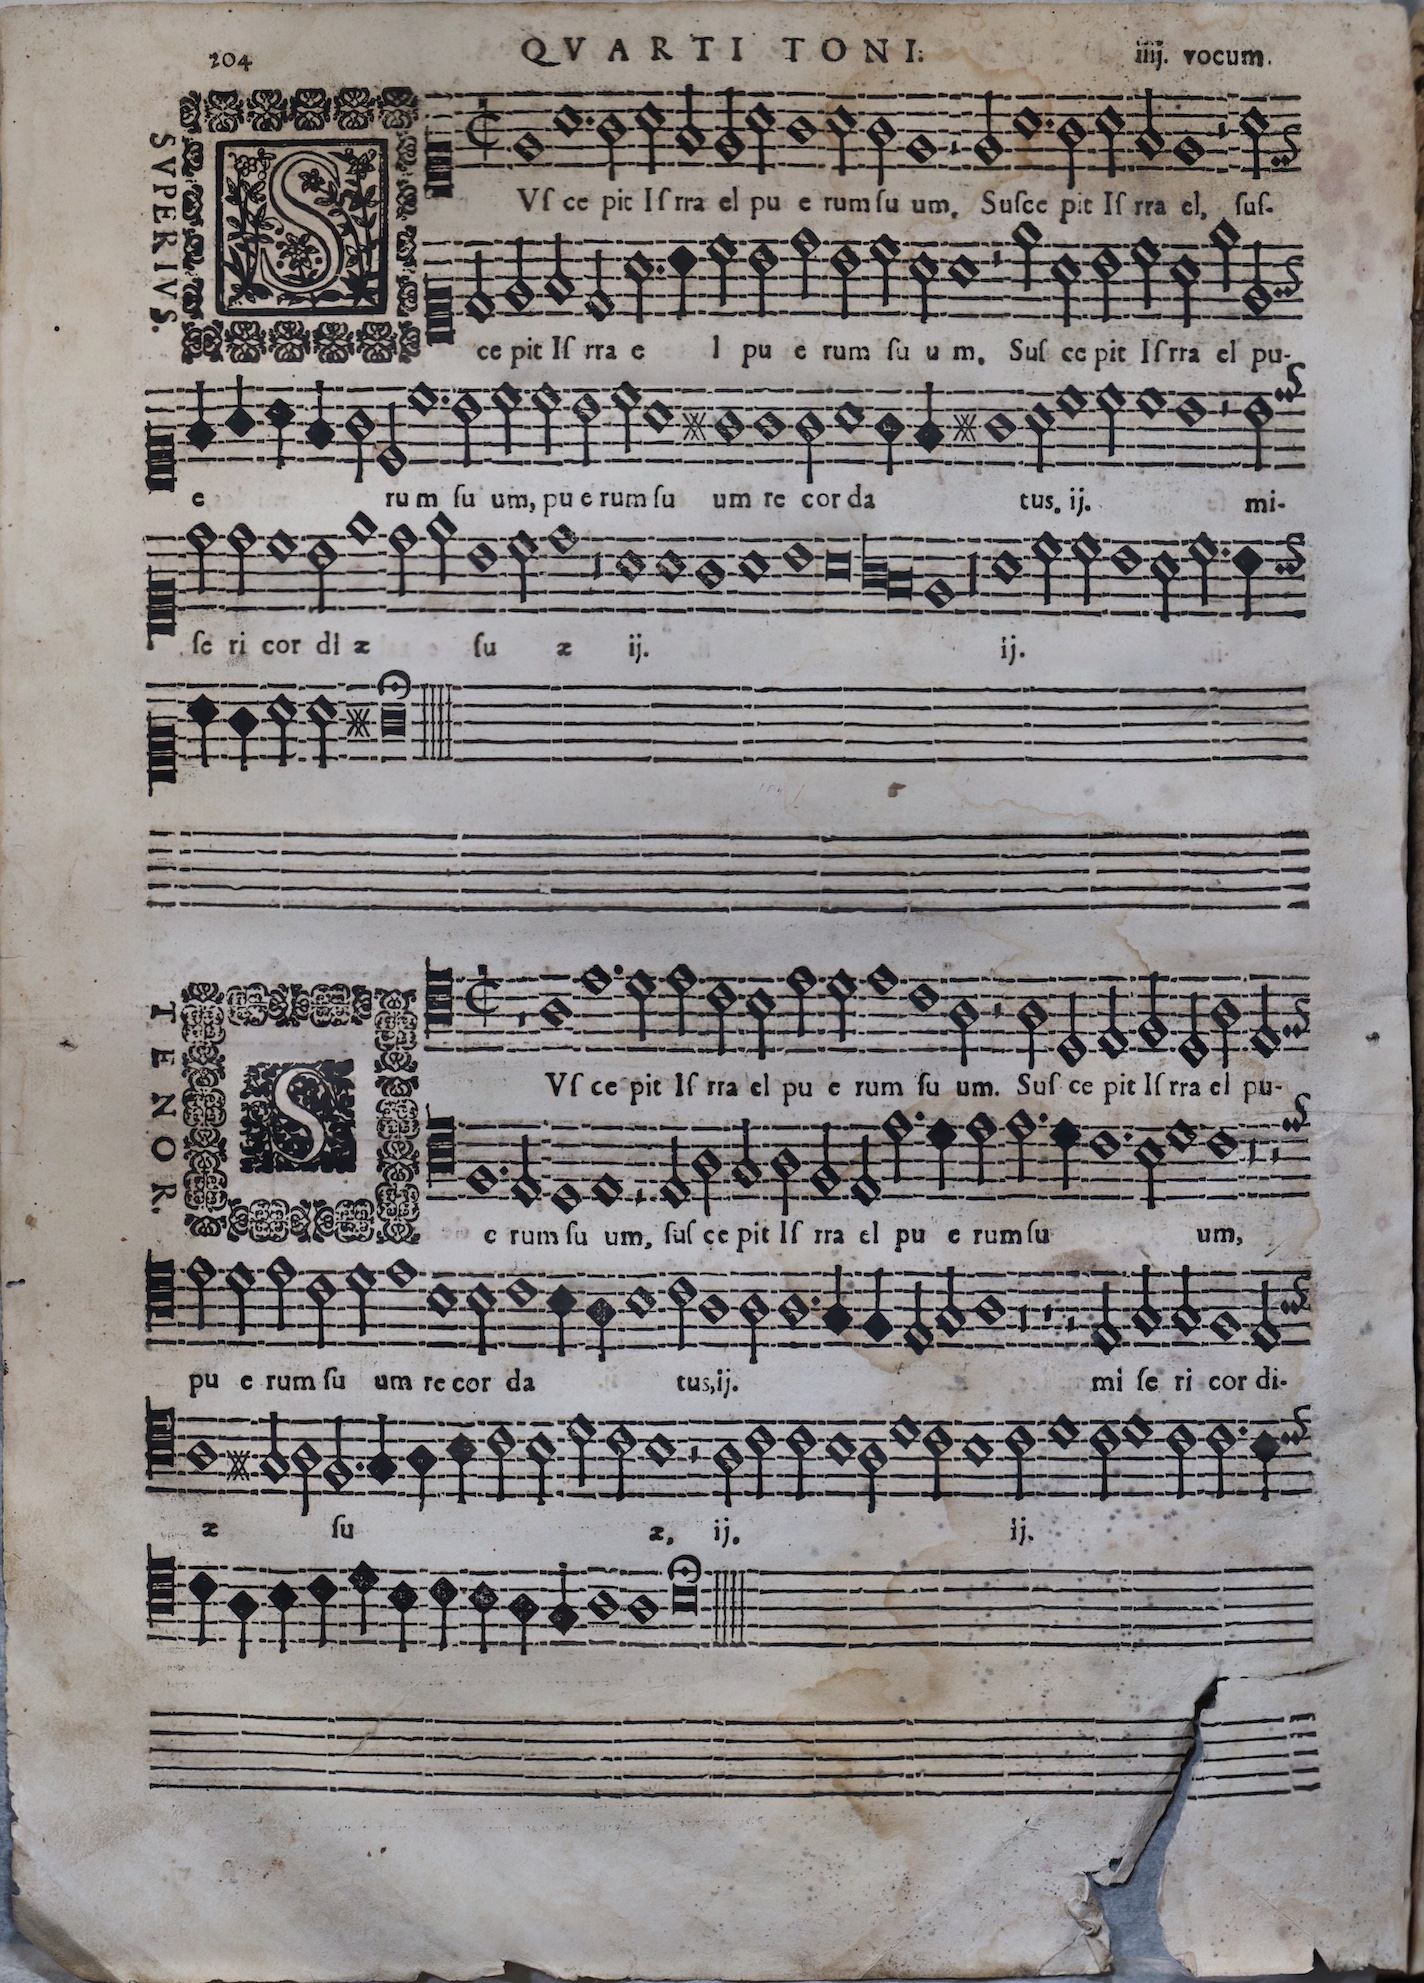 204 QVARTI TONI: iiij. vocum.
SVPERIVS.
S
Vſ ce pit Iſ rra el pu e rum ſu um. Suſce pit Iſ rra el, ſuſ-
ce pit Iſ rra e l pu e rum ſu u m. Suſ ce pit Iſ rra el pu-
e rum ſu um, pu e rum ſu um re cor da tus. ij. mi-
ſe ri cor di æ ſu æ ij. ij.
TENOR.
S
Vſ ce pit Iſ rra el pu e rum ſu um. Suſ ce pit Iſ rra el pu-
e rum ſu um, ſuſ ce pit Iſ rra el pu e rum ſu um,
pu e rum ſu um re cor da tus, ij. mi ſe ri cor di-
æ ſu æ, ij. ij.